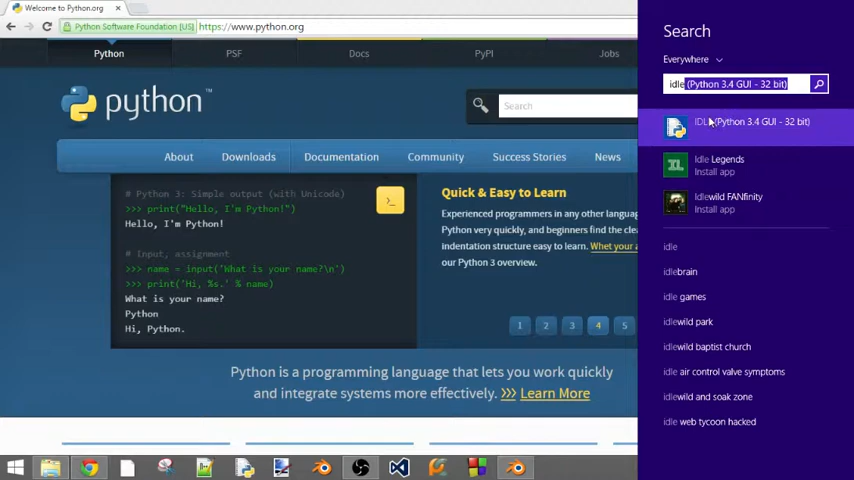 Welcome to Python.org
Python Software Foundation [US]
https://www.python.org
Python
PSF
Docs
PyPI
Jobs
python™
Search
About
Downloads
Documentation
Community
Success Stories
News
# Python 3: Simple output (with Unicode)
>>> print("Hello, I'm Python!")
Hello, I'm Python!
# Input, assignment
>>> name = input('What is your name?\n')
>>> print('Hi, %s.' % name)
What is your name?
Python
Hi, Python.
>_
Quick & Easy to Learn
Experienced programmers in any other languag
Python very quickly, and beginners find the clea
indentation structure easy to learn. Whet your a
our Python 3 overview.
1
2
3
4
5
Python is a programming language that lets you work quickly
and integrate systems more effectively. >>> Learn More
Search
Everywhere
idle (Python 3.4 GUI - 32 bit)
IDLE (Python 3.4 GUI - 32 bit)
IL
Idle Legends
Install app
Idlewild FANfinity
Install app
idle
idlebrain
idle games
idlewild park
idlewild baptist church
idle air control valve symptoms
idlewild and soak zone
idle web tycoon hacked